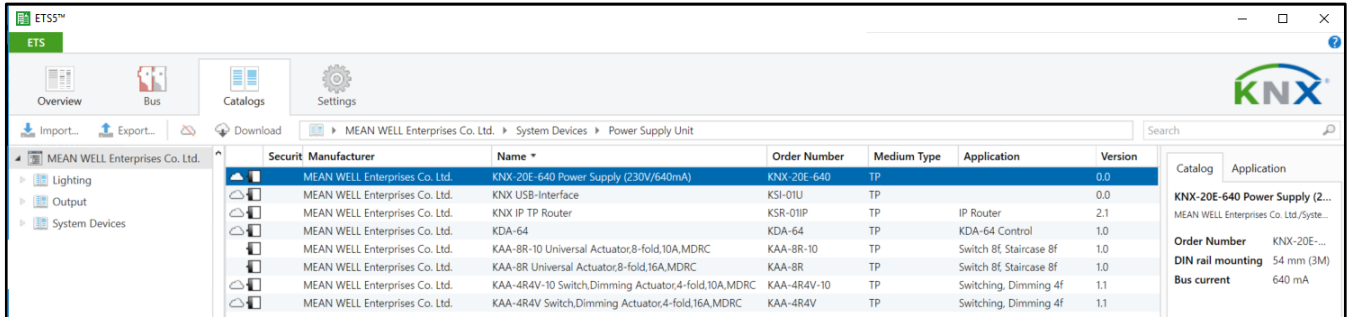 ETS5™
ETS
Overview Bus Catalogs Settings
KNX
Import... Export... Download MEAN WELL Enterprises Co. Ltd. System Devices Power Supply Unit Search
MEAN WELL Enterprises Co. Ltd.
Lighting
Output
System Devices
Securit Manufacturer Name Order Number Medium Type Application Version
MEAN WELL Enterprises Co. Ltd. KNX-20E-640 Power Supply (230V/640mA) KNX-20E-640 TP 0.0
MEAN WELL Enterprises Co. Ltd. KNX USB-Interface KSI-01U TP 0.0
MEAN WELL Enterprises Co. Ltd. KNX IP TP Router KSR-01IP TP IP Router 2.1
MEAN WELL Enterprises Co. Ltd. KDA-64 KDA-64 TP KDA-64 Control 1.0
MEAN WELL Enterprises Co. Ltd. KAA-8R-10 Universal Actuator,8-fold,10A,MDRC KAA-8R-10 TP Switch 8f, Staircase 8f 1.0
MEAN WELL Enterprises Co. Ltd. KAA-8R Universal Actuator,8-fold,16A,MDRC KAA-8R TP Switch 8f, Staircase 8f 1.0
MEAN WELL Enterprises Co. Ltd. KAA-4R4V-10 Switch,Dimming Actuator,4-fold,10A,MDRC KAA-4R4V-10 TP Switching, Dimming 4f 1.1
MEAN WELL Enterprises Co. Ltd. KAA-4R4V Switch,Dimming Actuator,4-fold,16A,MDRC KAA-4R4V TP Switching, Dimming 4f 1.1
Catalog Application
KNX-20E-640 Power Supply (2...
MEAN WELL Enterprises Co. Ltd./Syste...
Order Number KNX-20E-...
DIN rail mounting 54 mm (3M)
Bus current 640 mA